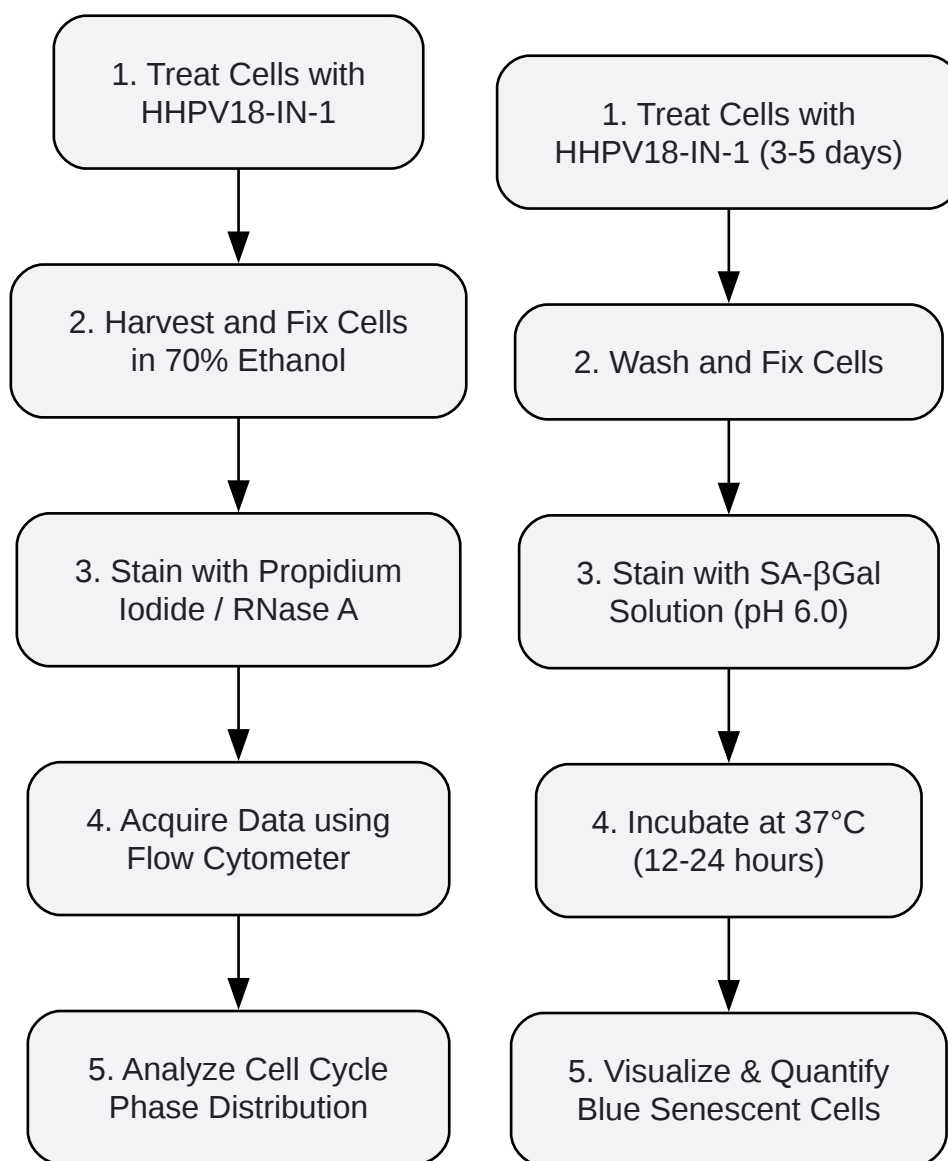 1. Treat Cells with
HHPV18-IN-1
2. Harvest and Fix Cells
in 70% Ethanol
3. Stain with Propidium
Iodide / RNase A
4. Acquire Data using
Flow Cytometer
5. Analyze Cell Cycle
Phase Distribution
1. Treat Cells with
HHPV18-IN-1 (3-5 days)
2. Wash and Fix Cells
3. Stain with SA-βGal
Solution (pH 6.0)
4. Incubate at 37°C
(12-24 hours)
5. Visualize & Quantify
Blue Senescent Cells